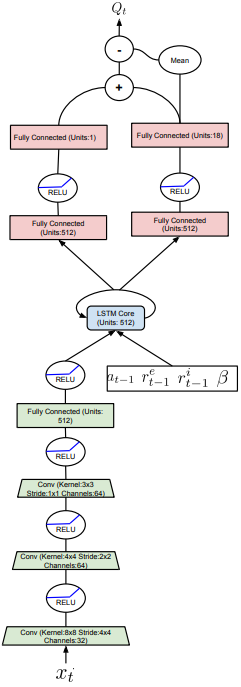 Q_t
-
Mean
+
Fully Connected (Units:1)
Fully Connected (Units:18)
RELU
RELU
Fully Connected
(Units:512)
Fully Connected
(Units:512)
LSTM Core
(Units: 512)
RELU
a_{t-1} r^e_{t-1} r^i_{t-1} β
Fully Connected (Units:
512)
RELU
Conv (Kernel:3x3
Stride:1x1 Channels:64)
RELU
Conv (Kernel:4x4 Stride:2x2
Channels:64)
RELU
Conv (Kernel:8x8 Stride:4x4
Channels:32)
x_t